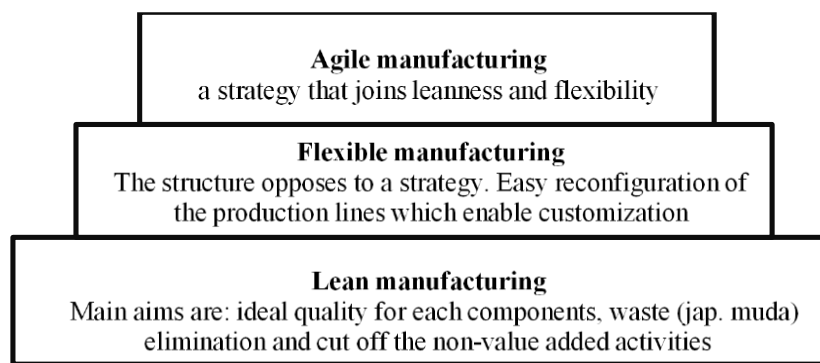 Agile manufacturing
a strategy that joins leanness and flexibility
Flexible manufacturing
The structure opposes to a strategy. Easy reconfiguration of
the production lines which enable customization
Lean manufacturing
Main aims are: ideal quality for each components, waste (jap. muda)
elimination and cut off the non-value added activities